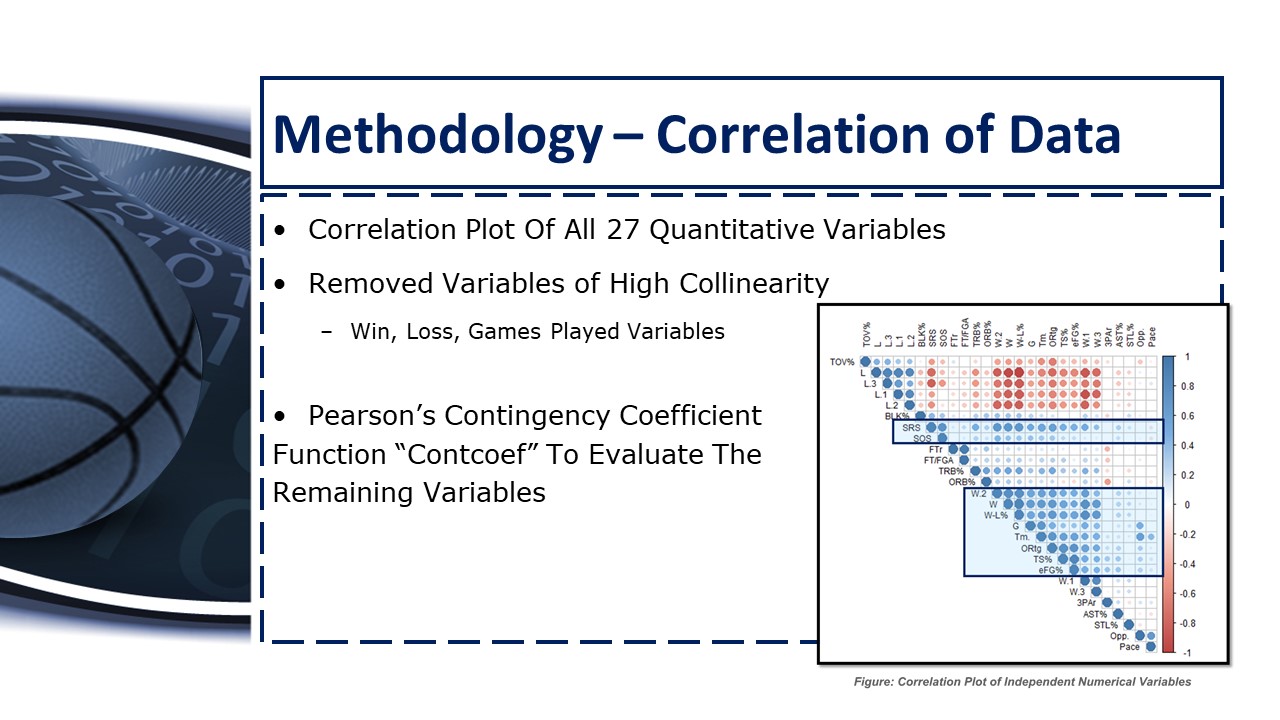 Methodology – Correlation of Data
• Correlation Plot Of All 27 Quantitative Variables
• Removed Variables of High Collinearity
– Win, Loss, Games Played Variables
• Pearson’s Contingency Coefficient
Function “Contcoef” To Evaluate The
Remaining Variables
TOV% L L.3 L.1 L.2 BLK% SRS SOS FTr FT/FGA TRB% ORB% W.2 W W-L% G Tm. ORtg TS% eFG% W.1 W.3 3PAr AST% STL% Opp. Pace
TOV%
L
L.3
L.1
L.2
BLK%
SRS
SOS
FTr
FT/FGA
TRB%
ORB%
W.2
W
W-L%
G
Tm.
ORtg
TS%
eFG%
W.1
W.3
3PAr
AST%
STL%
Opp.
Pace
1
0.8
0.6
0.4
0.2
0
-0.2
-0.4
-0.6
-0.8
-1
Figure: Correlation Plot of Independent Numerical Variables